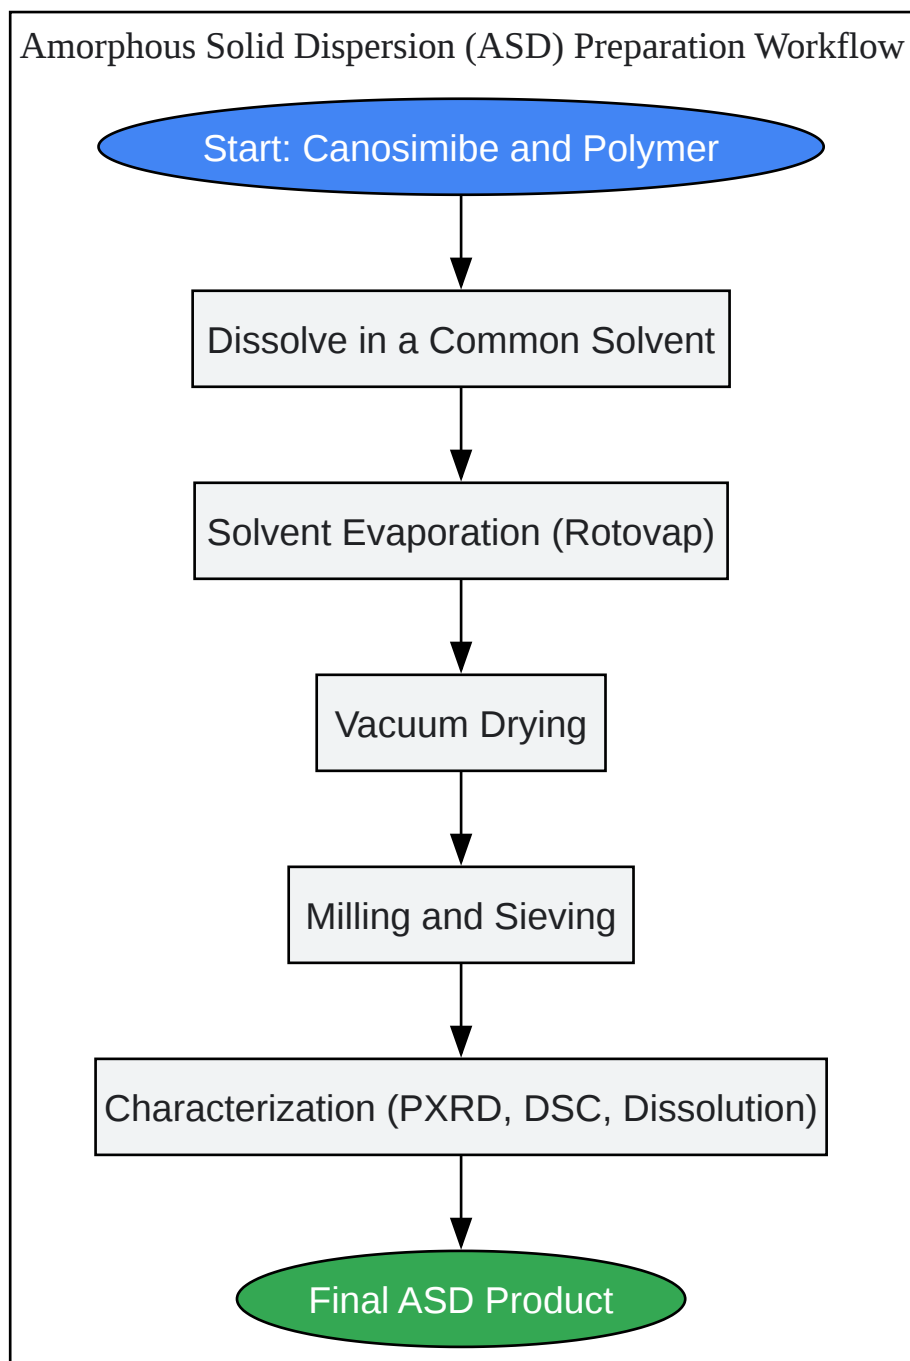 Amorphous Solid Dispersion (ASD) Preparation Workflow
Start: Canosimibe and Polymer
Dissolve in a Common Solvent
Solvent Evaporation (Rotovap)
Vacuum Drying
Milling and Sieving
Characterization (PXRD, DSC, Dissolution)
Final ASD Product